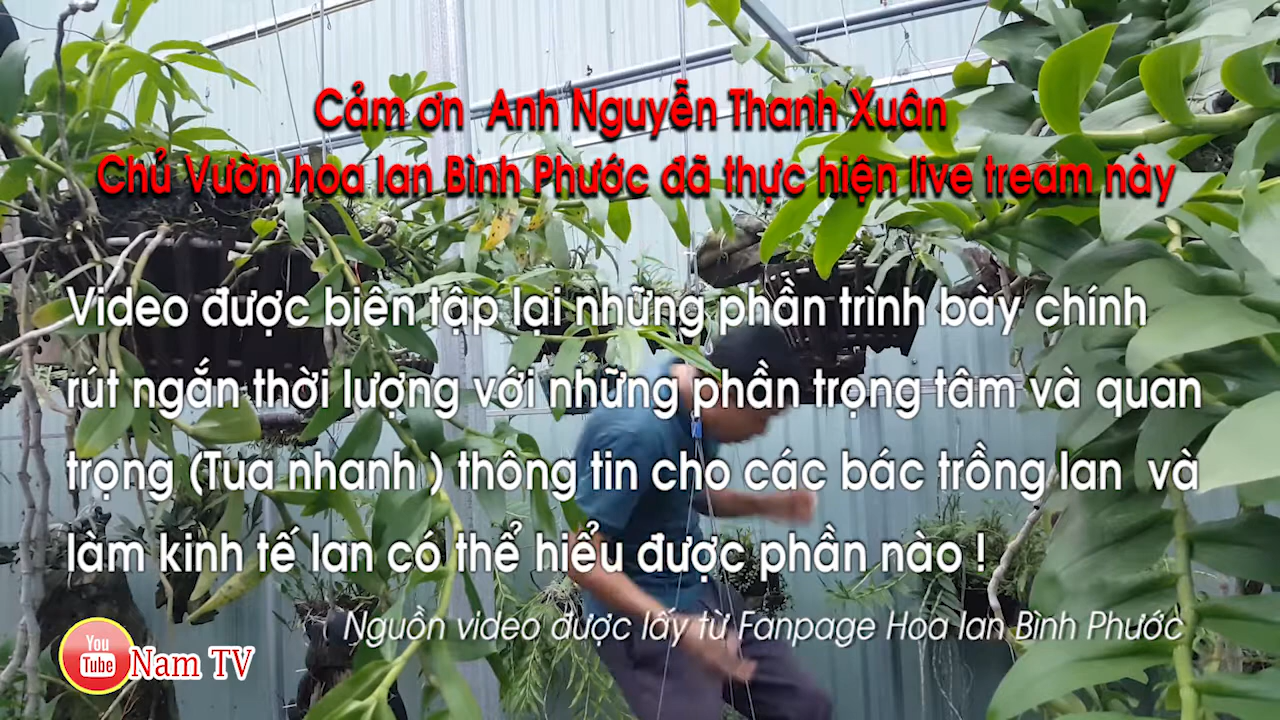 Cảm ơn Anh Nguyễn Thanh Xuân
Chủ Vườn hoa lan Bình Phước đã thực hiện live tream này
Video được biên tập lại những phần trình bày chính
rút ngắn thời lượng với những phần trọng tâm và quan
trọng (Tua nhanh) thông tin cho các bác trồng lan và
làm kinh tế lan có thể hiểu được phần nào !
Nguồn video được lấy từ Fanpage Hoa lan Bình Phước
You
Tube
Nam TV